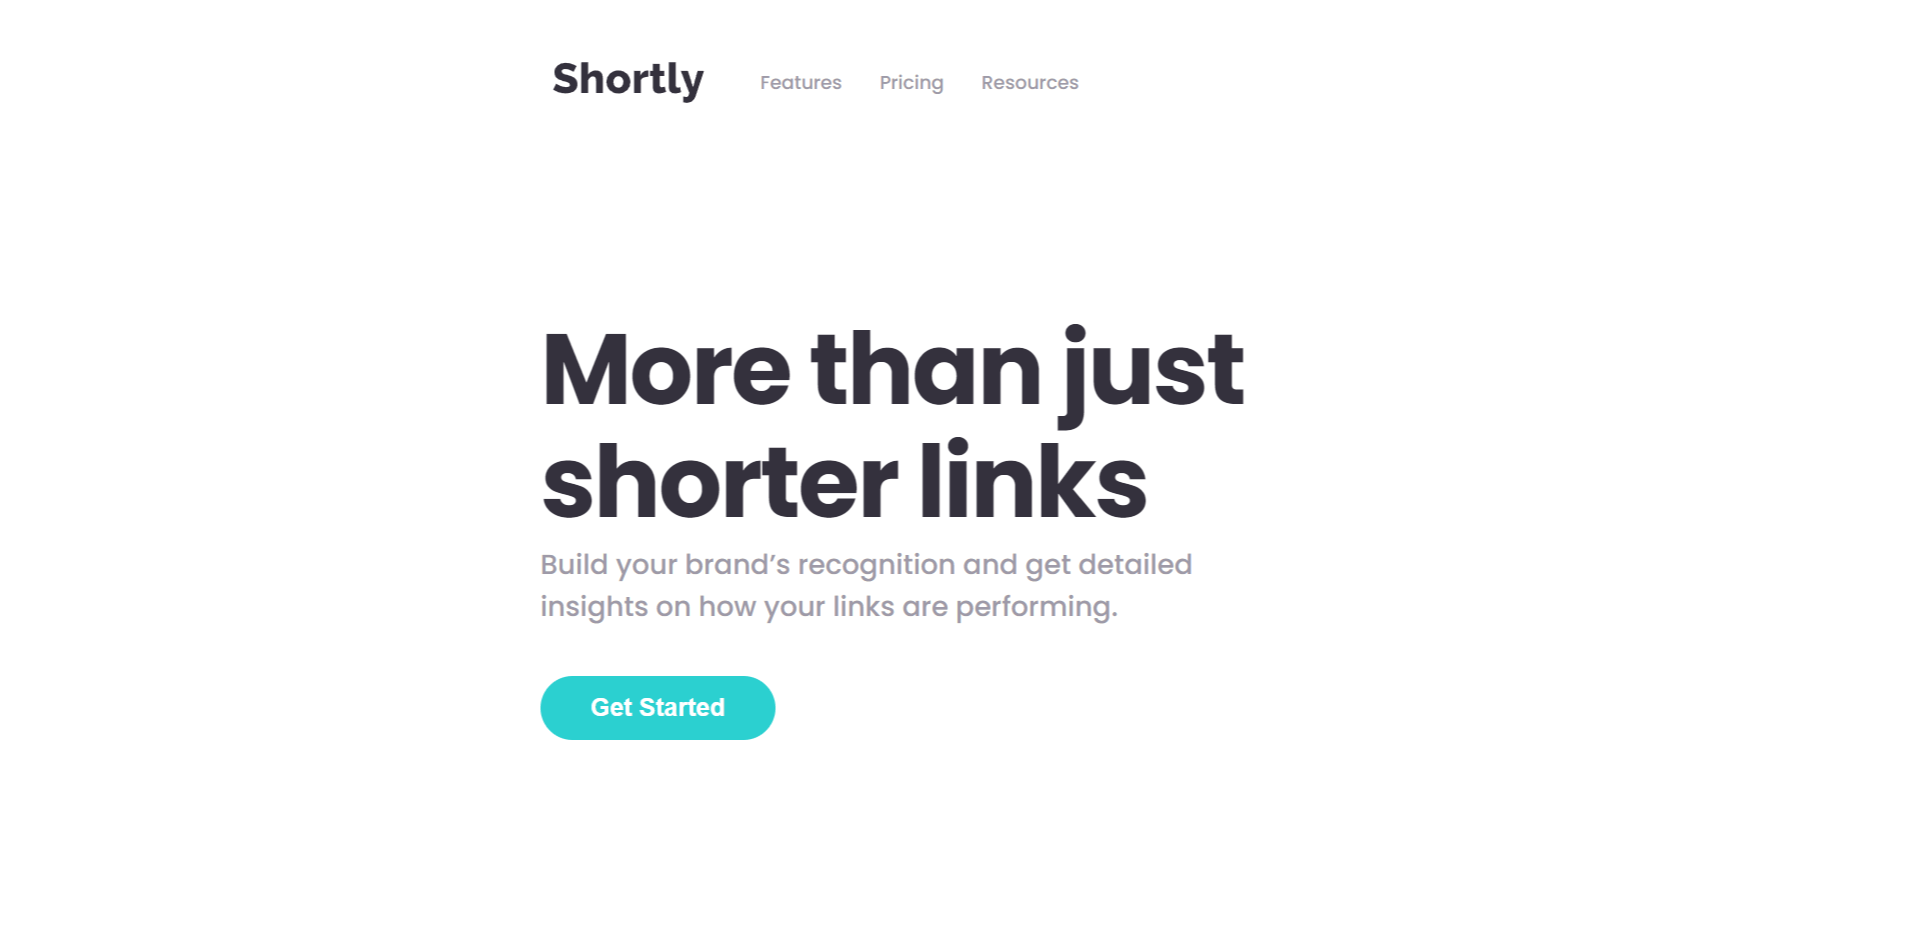 Shortly
Features Pricing Resources
More than just
shorter links
Build your brand’s recognition and get detailed
insights on how your links are performing.
Get Started